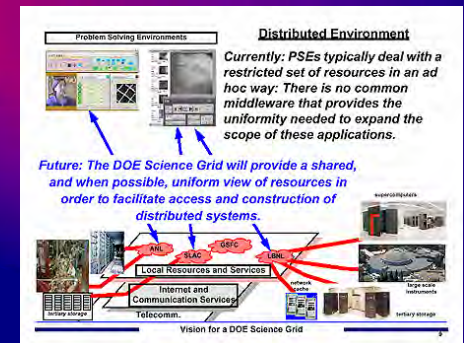 Problem Solving Environments
Distributed Environment
Currently: PSEs typically deal with a
restricted set of resources in an ad
hoc way: There is no common
middleware that provides the
uniformity needed to expand the
scope of these applications.
Future: The DOE Science Grid will provide a shared,
and when possible, uniform view of resources in
order to facilitate access and construction of
distributed systems.
supercomputers
ANL
SLAC
GSFC
LBNL
Local Resources and Services
large scale
instruments
Internet and
Communication Services
network
cache
tertiary storage
Telecomm.
tertiary storage
Vision for a DOE Science Grid